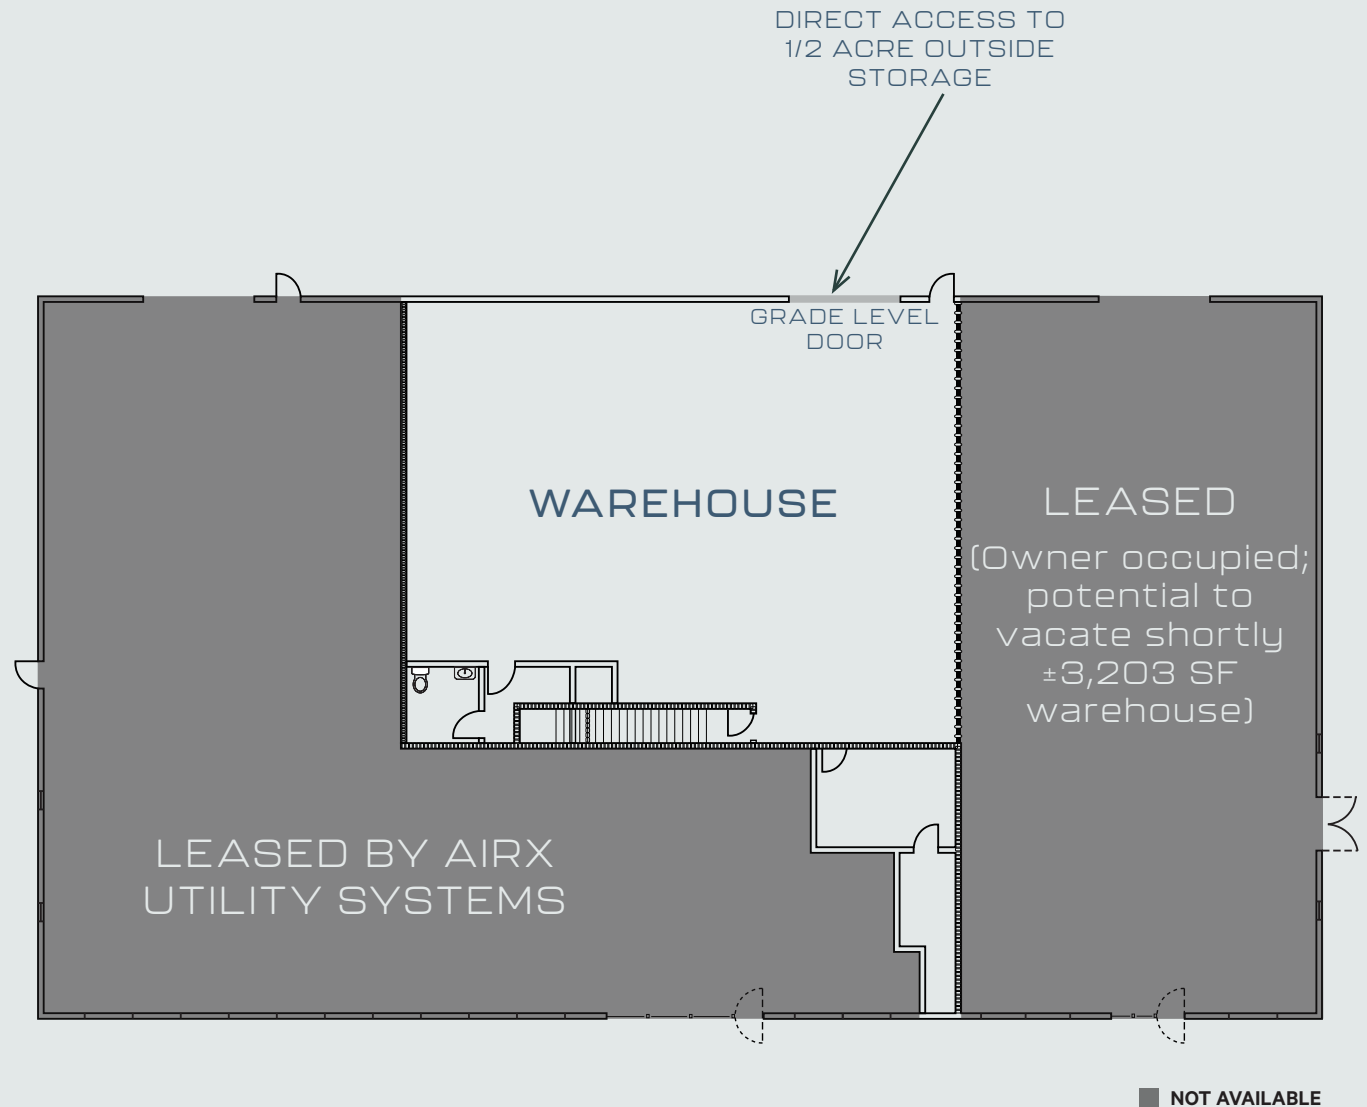 DIRECT ACCESS TO
1/2 ACRE OUTSIDE
STORAGE
GRADE LEVEL
DOOR
WAREHOUSE
LEASED
(Owner occupied;
potential to
vacate shortly
±3,203 SF
warehouse)
LEASED BY AIRX
UTILITY SYSTEMS
NOT AVAILABLE